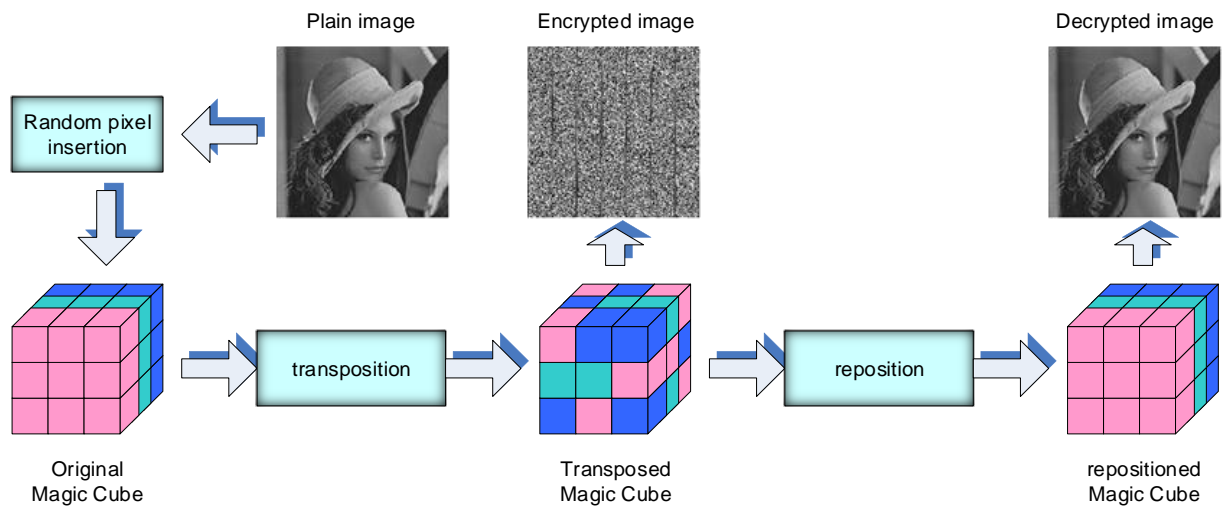 Plain image
Encrypted image
Decrypted image
Random pixel
insertion
transposition
reposition
Original
Magic Cube
Transposed
Magic Cube
repositioned
Magic Cube